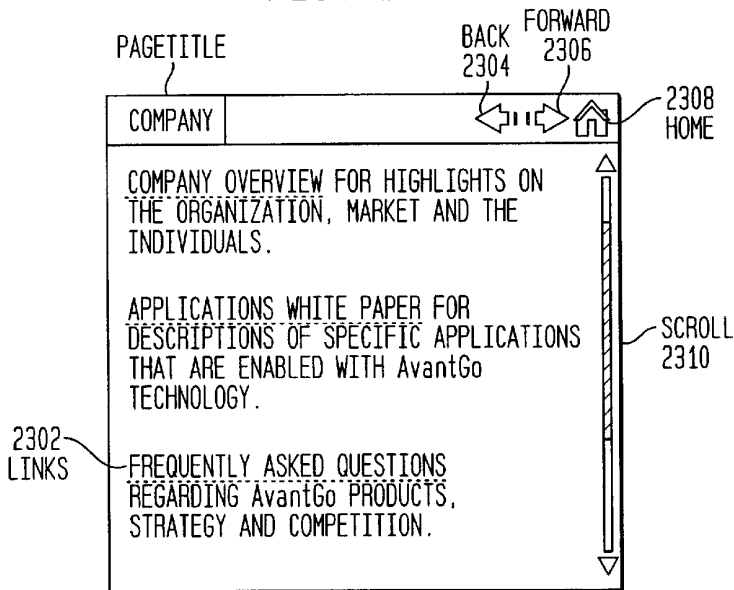 PAGETITLE
BACK
2304
FORWARD
2306
2308
HOME
COMPANY
COMPANY OVERVIEW FOR HIGHLIGHTS ON
THE ORGANIZATION, MARKET AND THE
INDIVIDUALS.
APPLICATIONS WHITE PAPER FOR
DESCRIPTIONS OF SPECIFIC APPLICATIONS
THAT ARE ENABLED WITH AvantGo
TECHNOLOGY.
SCROLL
2310
2302
LINKS
FREQUENTLY ASKED QUESTIONS
REGARDING AvantGo PRODUCTS,
STRATEGY AND COMPETITION.